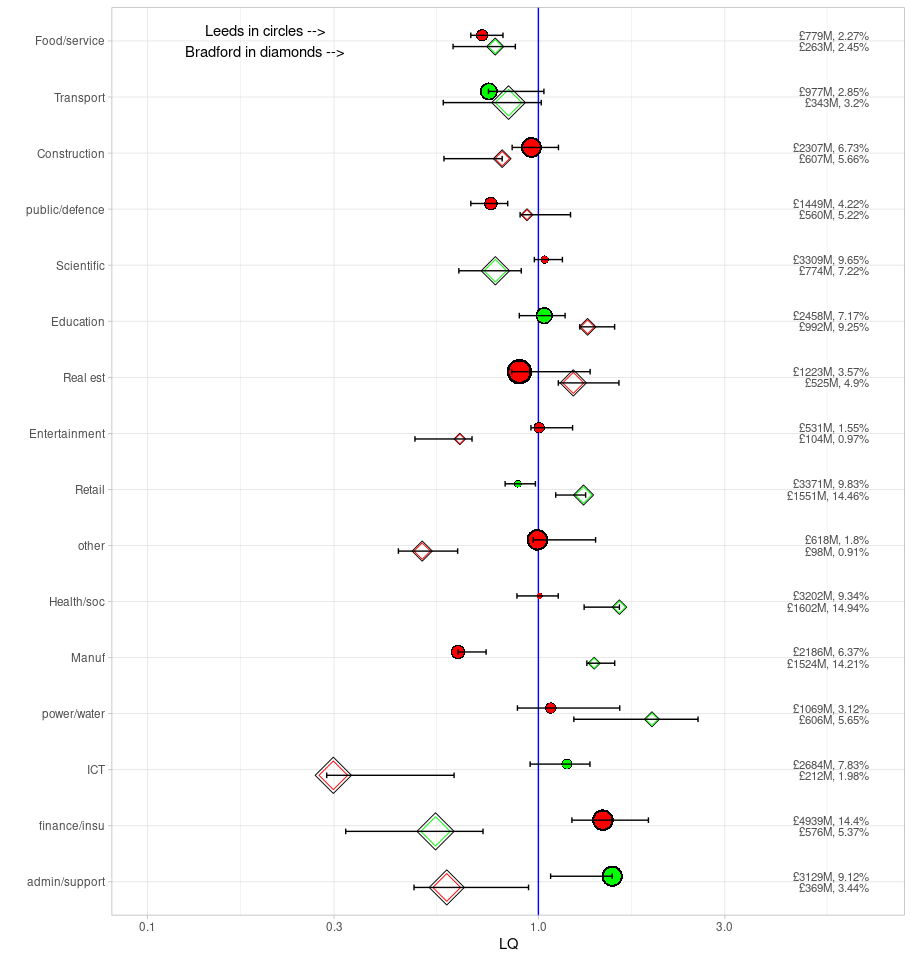 Leeds in circles -->
Bradford in diamonds -->
Food/service
£779M, 2.27%
£263M, 2.45%
Transport
£977M, 2.85%
£343M, 3.2%
Construction
£2307M, 6.73%
£607M, 5.66%
public/defence
£1449M, 4.22%
£560M, 5.22%
Scientific
£3309M, 9.65%
£774M, 7.22%
Education
£2458M, 7.17%
£992M, 9.25%
Real est
£1223M, 3.57%
£525M, 4.9%
Entertainment
£531M, 1.55%
£104M, 0.97%
Retail
£3371M, 9.83%
£1551M, 14.46%
other
£618M, 1.8%
£98M, 0.91%
Health/soc
£3202M, 9.34%
£1602M, 14.94%
Manuf
£2186M, 6.37%
£1524M, 14.21%
power/water
£1069M, 3.12%
£606M, 5.65%
ICT
£2684M, 7.83%
£212M, 1.98%
finance/insu
£4939M, 14.4%
£576M, 5.37%
admin/support
£3129M, 9.12%
£369M, 3.44%
0.1 0.3 1.0 3.0
LQ